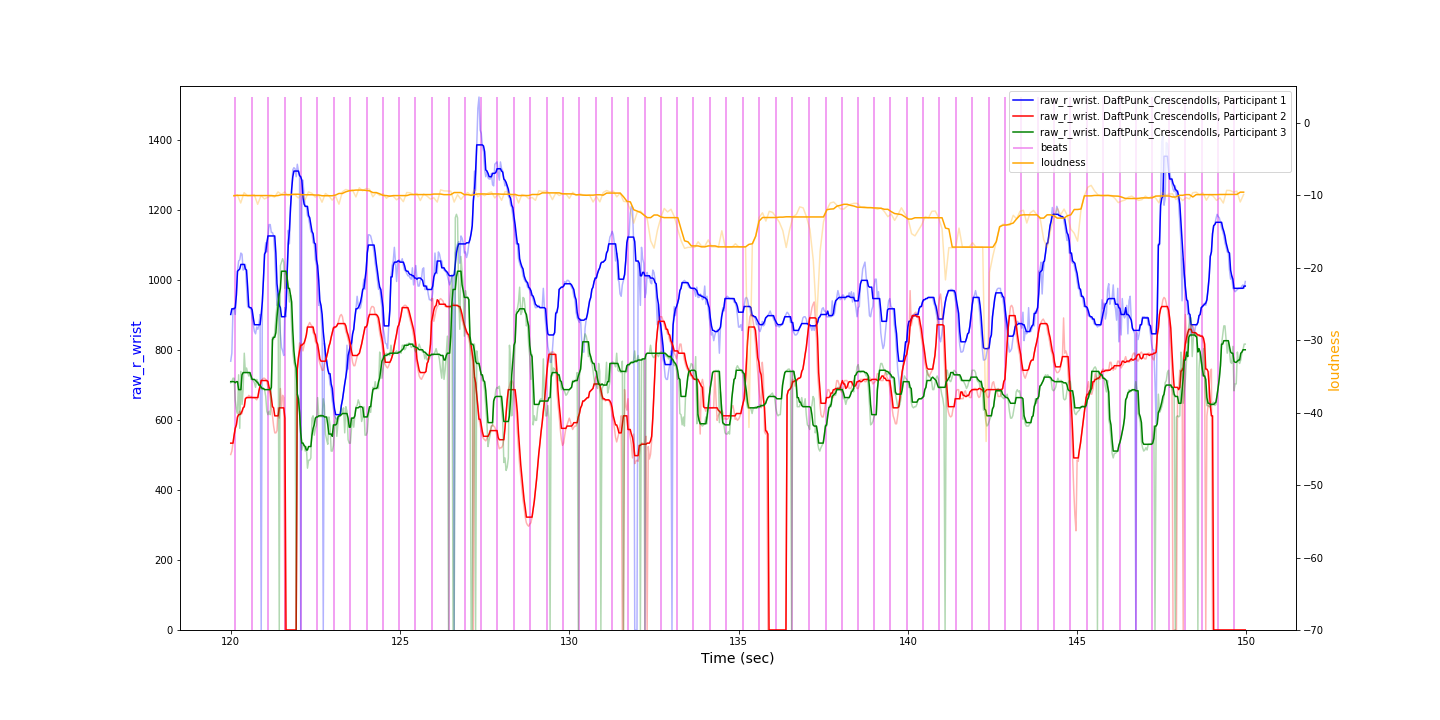 raw_r_wrist. DaftPunk_Crescendolls, Participant 1
raw_r_wrist. DaftPunk_Crescendolls, Participant 2
raw_r_wrist. DaftPunk_Crescendolls, Participant 3
beats
loudness
1400
1200
1000
800
600
400
200
0
raw_r_wrist
0
−10
−20
−30
−40
−50
−60
−70
loudness
120 125 130 135 140 145 150
Time (sec)